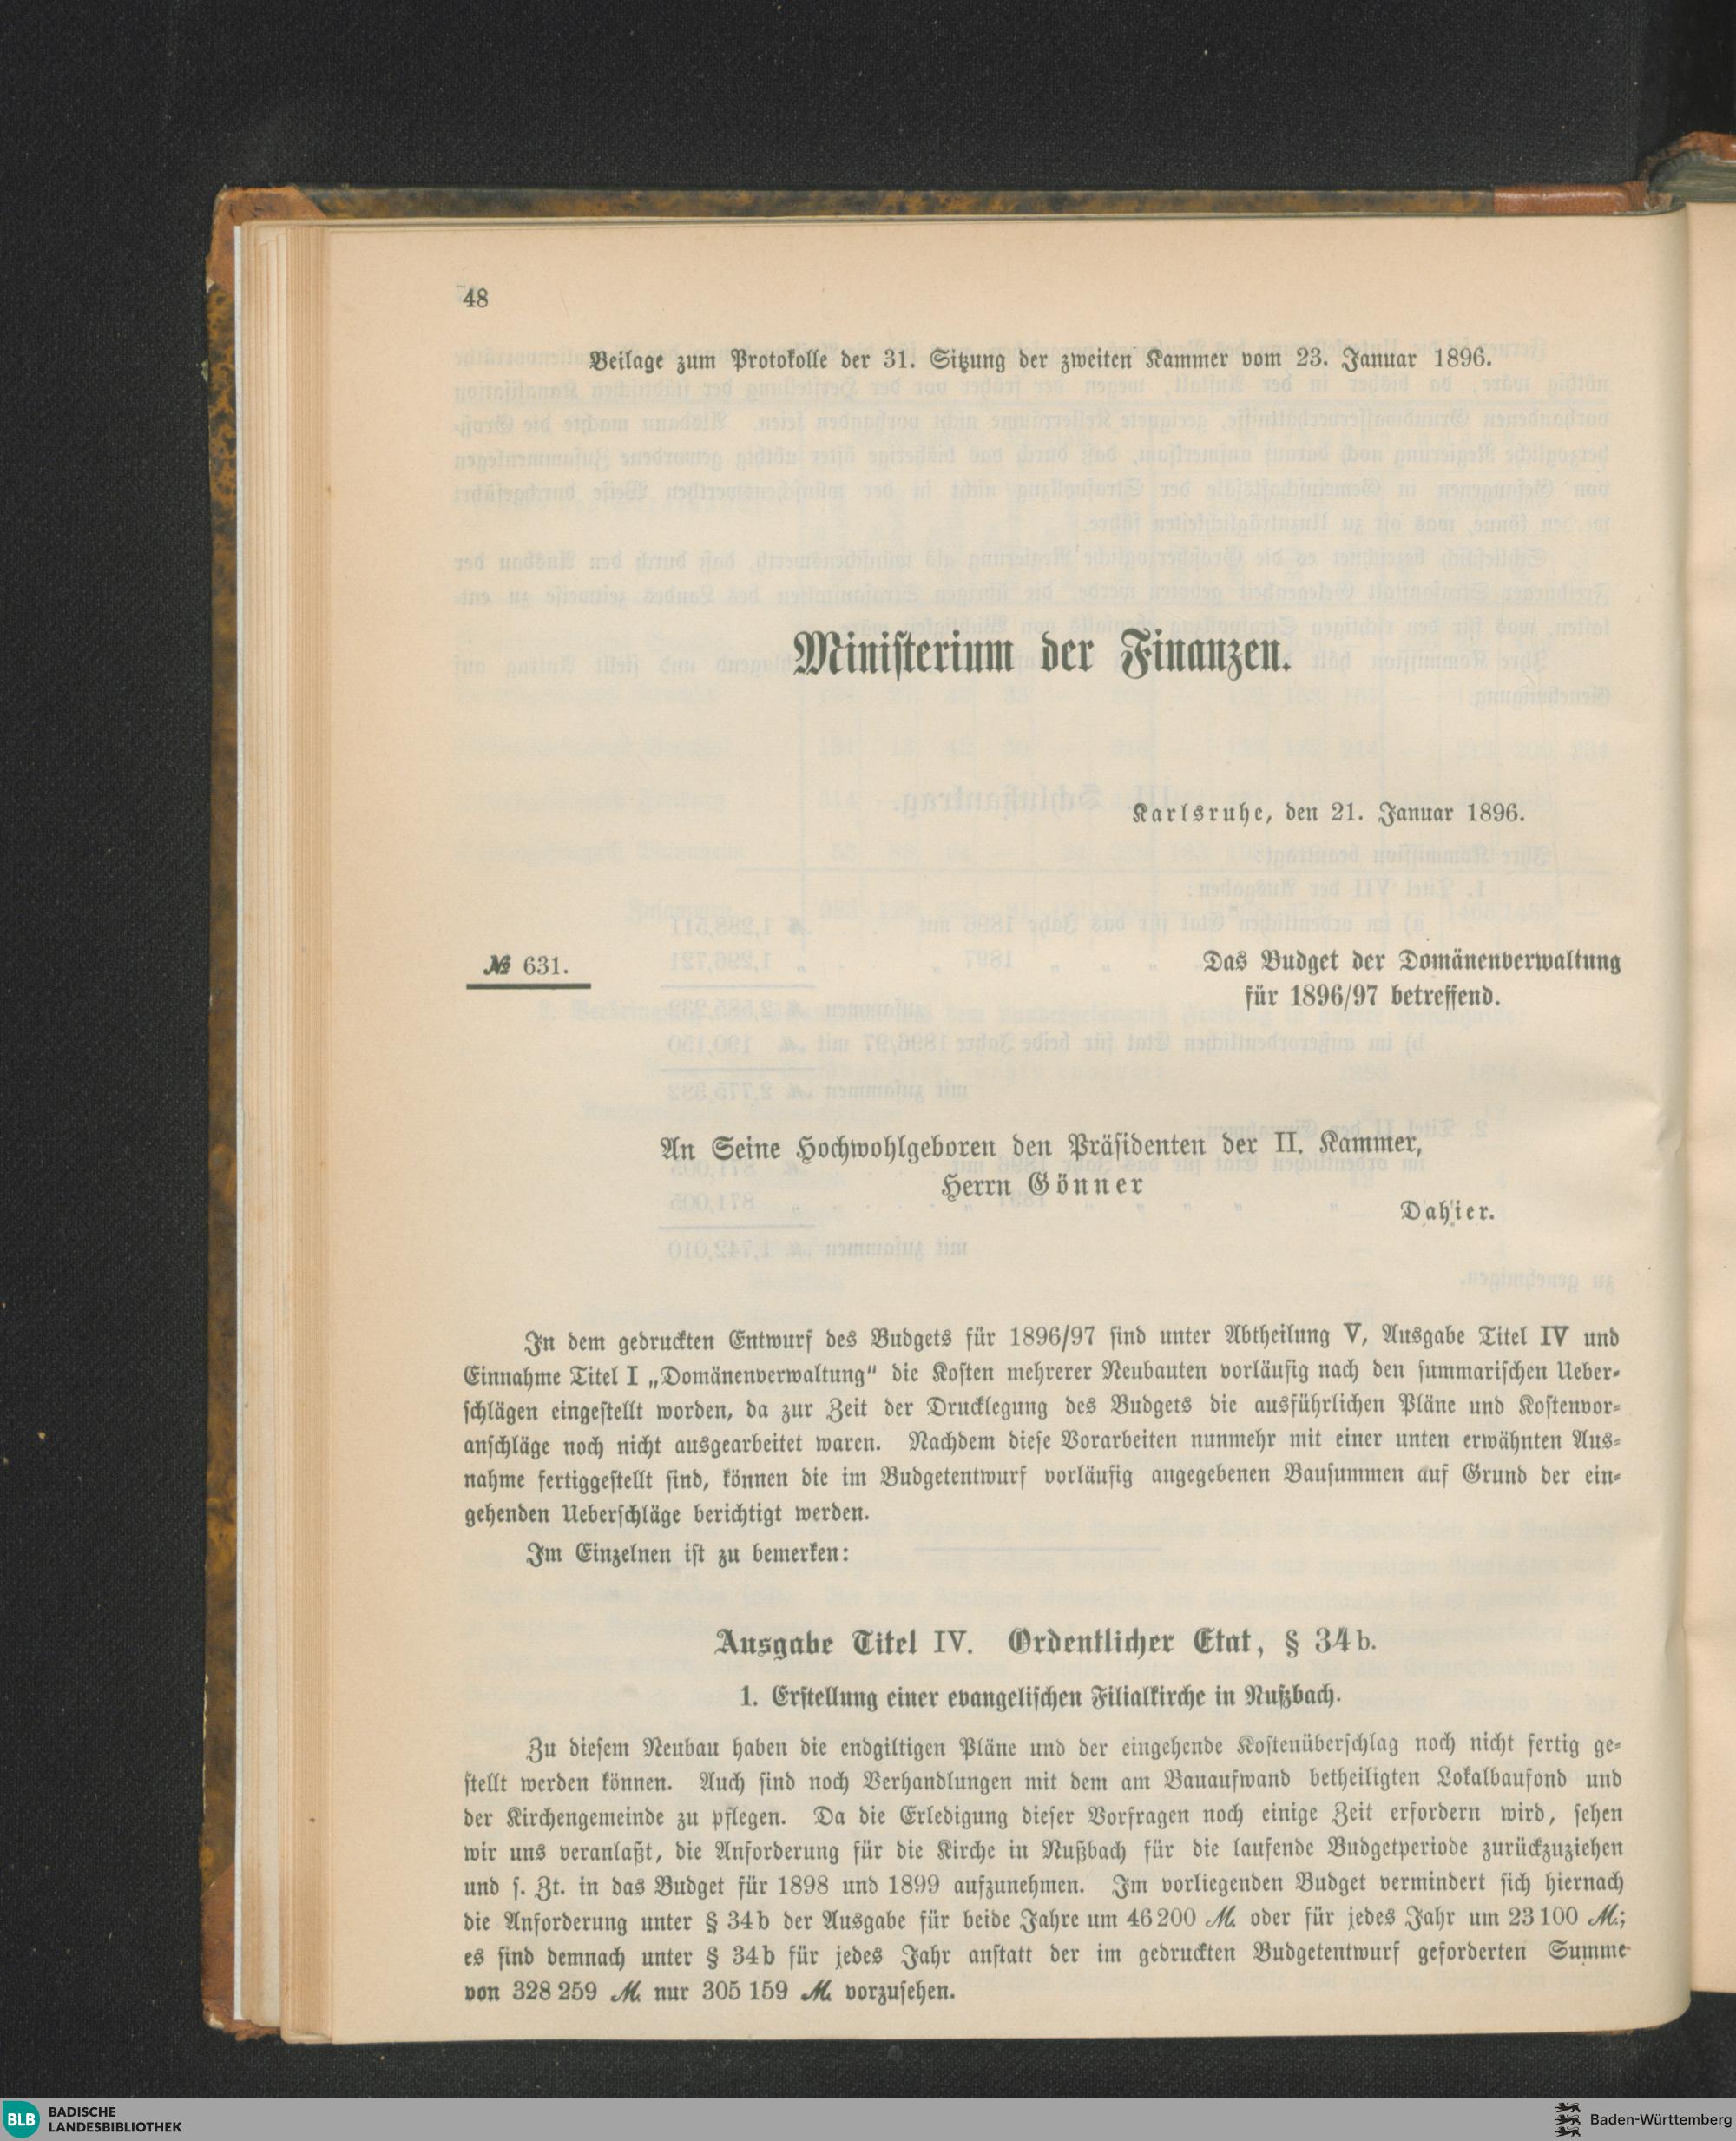 48
Beilage zum Protokolle der 31. Sitzung der zweiten Kammer vom 23. Januar 1896.
Ministerium der Finanzen.
Karlsruhe, den 21. Januar 1896.
№ 631.
Das Budget der Domänenverwaltung
für 1896/97 betreffend.
An Seine Hochwohlgeboren den Präsidenten der II. Kammer,
Herrn Gönner
Dahier.
In dem gedruckten Entwurf des Budgets für 1896/97 sind unter Abtheilung V, Ausgabe Titel IV und
Einnahme Titel I „Domänenverwaltung“ die Kosten mehrerer Neubauten vorläufig nach den summarischen Ueber-
schlägen eingestellt worden, da zur Zeit der Drucklegung des Budgets die ausführlichen Pläne und Kostenvor-
anschläge noch nicht ausgearbeitet waren. Nachdem diese Vorarbeiten nunmehr mit einer unten erwähnten Aus-
nahme fertiggestellt sind, können die im Budgetentwurf vorläufig angegebenen Bausummen auf Grund der ein-
gehenden Ueberschläge berichtigt werden.
Im Einzelnen ist zu bemerken:
Ausgabe Titel IV. Ordentlicher Etat, § 34 b.
1. Erstellung einer evangelischen Filialkirche in Nußbach.
Zu diesem Neubau haben die endgiltigen Pläne und der eingehende Kostenüberschlag noch nicht fertig ge-
stellt werden können. Auch sind noch Verhandlungen mit dem am Bauaufwand betheiligten Lokalbaufond und
der Kirchengemeinde zu pflegen. Da die Erledigung dieser Vorfragen noch einige Zeit erfordern wird, sehen
wir uns veranlaßt, die Anforderung für die Kirche in Nußbach für die laufende Budgetperiode zurückzuziehen
und s. Zt. in das Budget für 1898 und 1899 aufzunehmen. Im vorliegenden Budget vermindert sich hiernach
die Anforderung unter § 34 b der Ausgabe für beide Jahre um 46 200 M. oder für jedes Jahr um 23 100 M.;
es sind demnach unter § 34 b für jedes Jahr anstatt der im gedruckten Budgetentwurf geforderten Summe
von 328 259 M. nur 305 159 M. vorzusehen.
BLB BADISCHE
LANDESBIBLIOTHEK
Baden-Württemberg